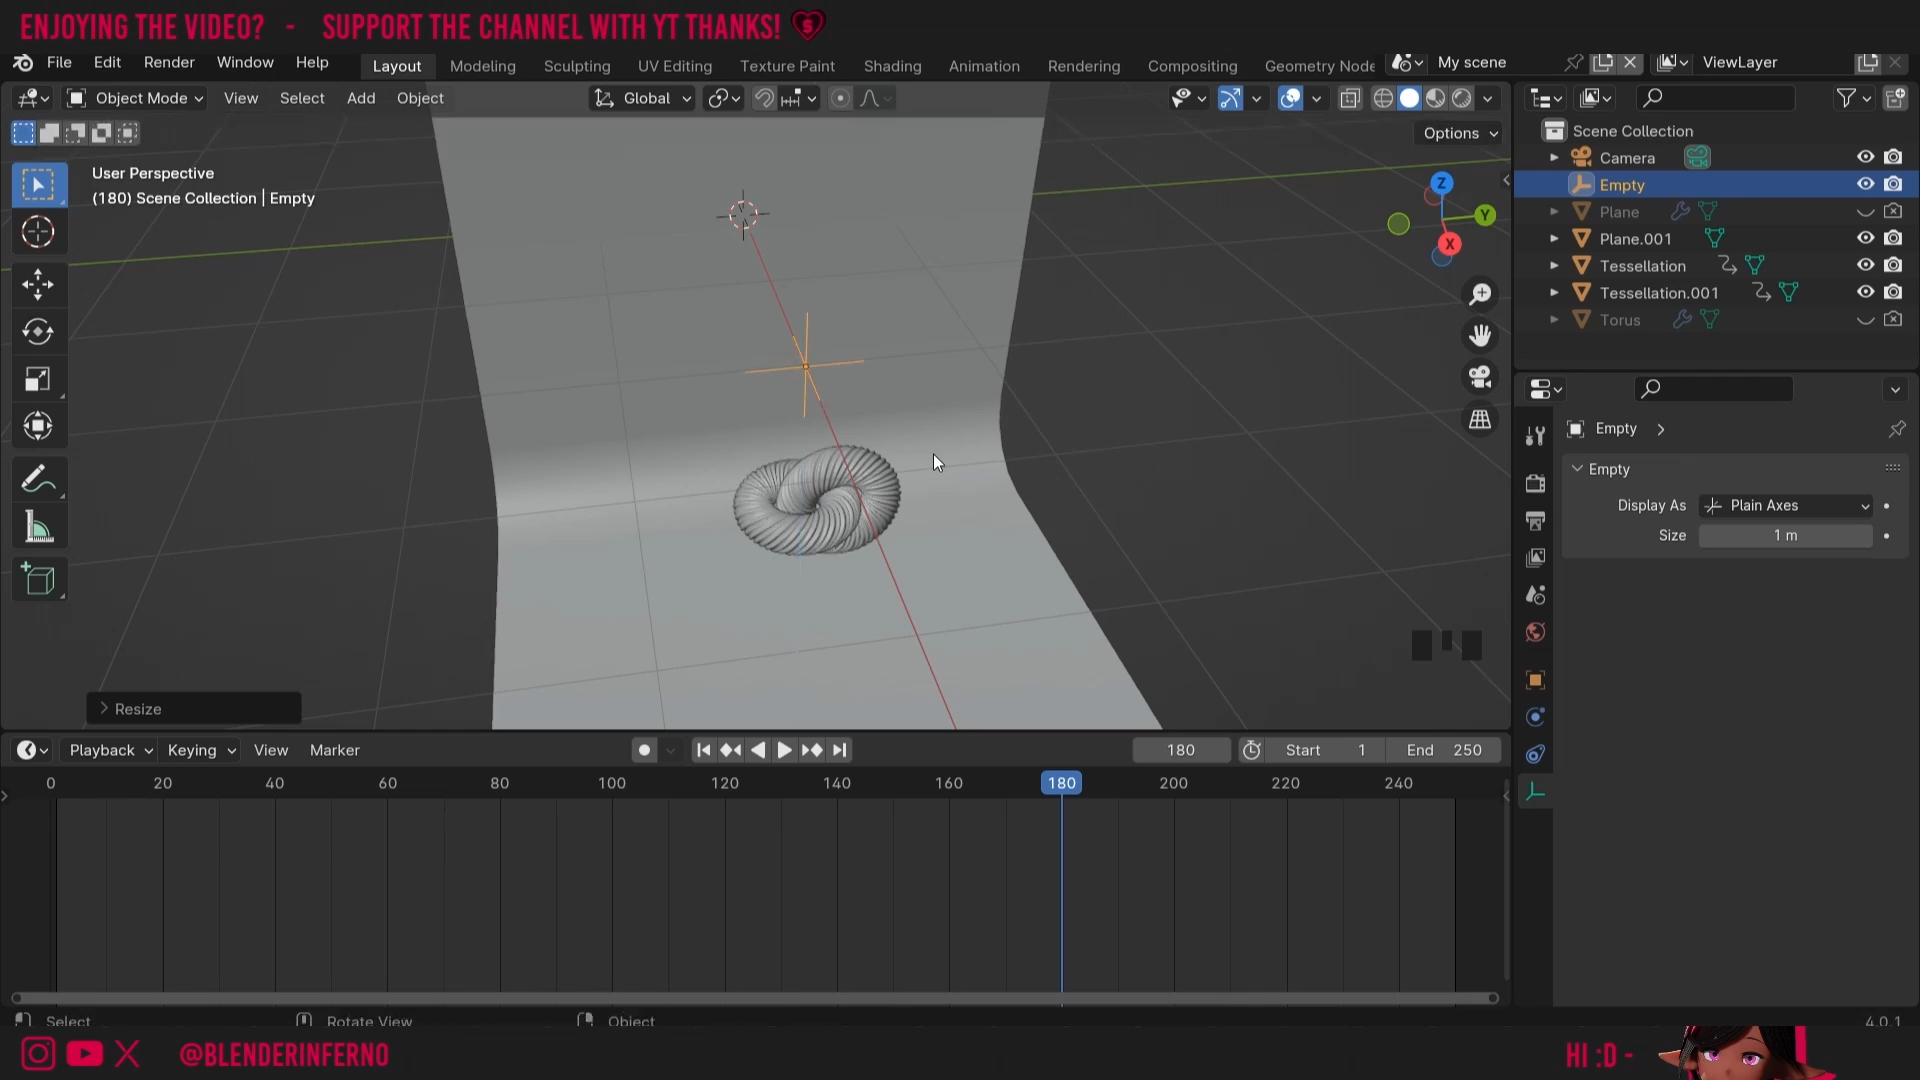 ENJOYING THE VIDEO? - SUPPORT THE CHANNEL WITH YT THANKS!
File Edit Render Window Help Layout Modeling Sculpting UV Editing Texture Paint Shading Animation Rendering Compositing Geometry Node My scene ViewLayer
Object Mode View Select Add Object Global
Options
User Perspective
(180) Scene Collection | Empty
Z
Y
X
Resize
Scene Collection
Camera
Empty
Plane
Plane.001
Tessellation
Tessellation.001
Torus
Empty
Empty
Display As Plain Axes
Size 1 m
Playback Keying View Marker 180 Start 1 End 250
0 20 40 60 80 100 120 140 160 180 200 220 240
Select Rotate View Object 4.0.1
@BLENDERINFERNO HI :D -